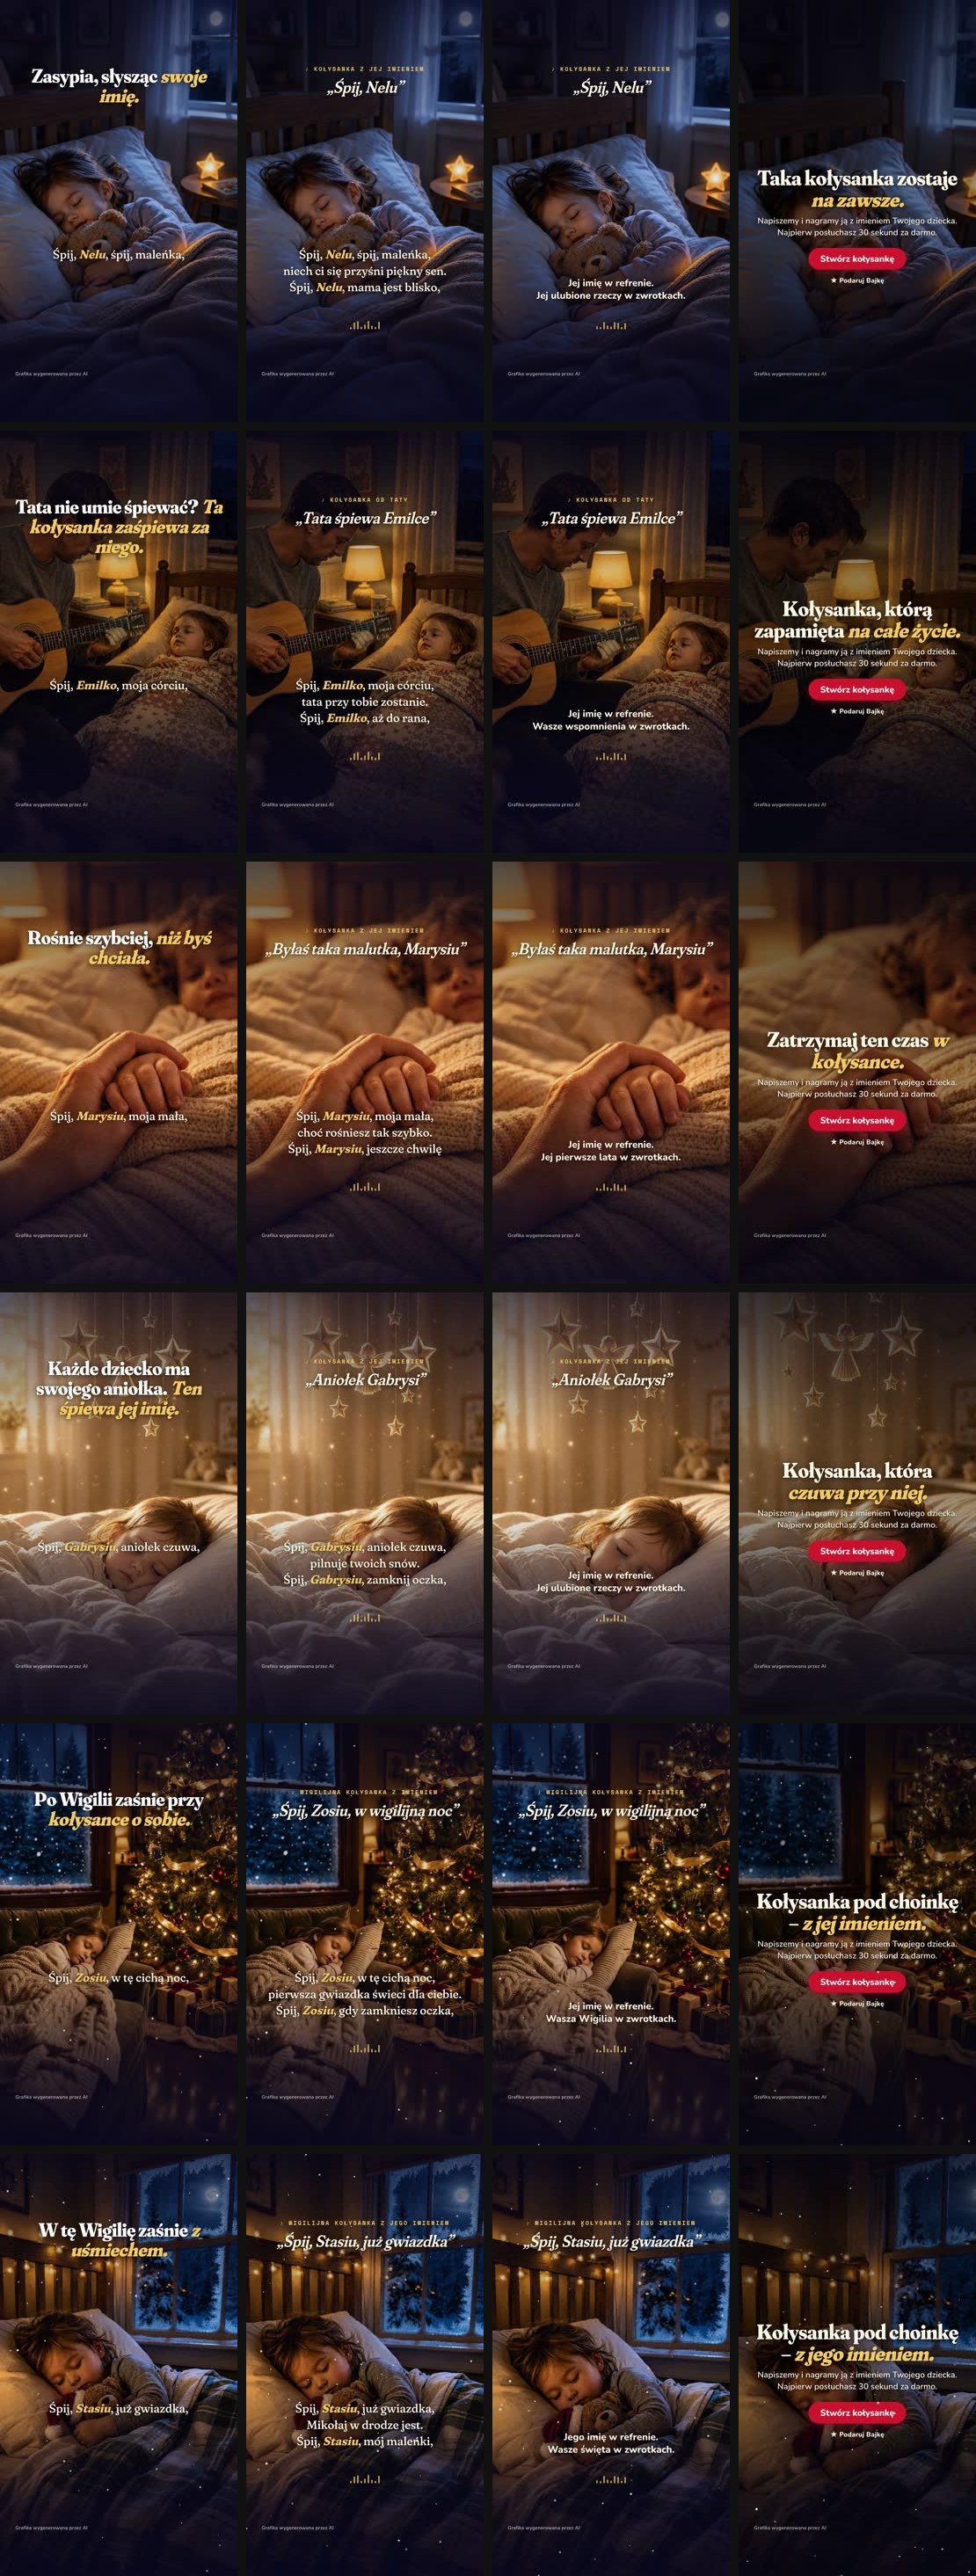 Zasypia, słysząc swoje
imię.
Śpij, Nelu, śpij, maleńka,
Grafika wygenerowana przez AI
♪ KOŁYSANKA Z JEJ IMIENIEM
„Śpij, Nelu”
Śpij, Nelu, śpij, maleńka,
niech ci się przyśni piękny sen.
Śpij, Nelu, mama jest blisko,
Grafika wygenerowana przez AI
♪ KOŁYSANKA Z JEJ IMIENIEM
„Śpij, Nelu”
Jej imię w refrenie.
Jej ulubione rzeczy w zwrotkach.
Grafika wygenerowana przez AI
Taka kołysanka zostaje
na zawsze.
Napiszemy i nagramy ją z imieniem Twojego dziecka.
Najpierw posłuchasz 30 sekund za darmo.
Stwórz kołysankę
★ Podaruj Bajkę
Grafika wygenerowana przez AI
Tata nie umie śpiewać? Ta
kołysanka zaśpiewa za
niego.
Śpij, Emilko, moja córciu,
Grafika wygenerowana przez AI
♪ KOŁYSANKA OD TATY
„Tata śpiewa Emilce”
Śpij, Emilko, moja córciu,
tata przy tobie zostanie.
Śpij, Emilko, aż do rana,
Grafika wygenerowana przez AI
♪ KOŁYSANKA OD TATY
„Tata śpiewa Emilce”
Jej imię w refrenie.
Wasze wspomnienia w zwrotkach.
Grafika wygenerowana przez AI
Kołysanka, którą
zapamięta na całe życie.
Napiszemy i nagramy ją z imieniem Twojego dziecka.
Najpierw posłuchasz 30 sekund za darmo.
Stwórz kołysankę
★ Podaruj Bajkę
Grafika wygenerowana przez AI
Rośnie szybciej, niż byś
chciała.
Śpij, Marysiu, moja mała,
Grafika wygenerowana przez AI
♪ KOŁYSANKA Z JEJ IMIENIEM
„Byłaś taka malutka, Marysiu”
Śpij, Marysiu, moja mała,
choć rośniesz tak szybko.
Śpij, Marysiu, jeszcze chwilę
Grafika wygenerowana przez AI
♪ KOŁYSANKA Z JEJ IMIENIEM
„Byłaś taka malutka, Marysiu”
Jej imię w refrenie.
Jej pierwsze lata w zwrotkach.
Grafika wygenerowana przez AI
Zatrzymaj ten czas w
kołysance.
Napiszemy i nagramy ją z imieniem Twojego dziecka.
Najpierw posłuchasz 30 sekund za darmo.
Stwórz kołysankę
★ Podaruj Bajkę
Grafika wygenerowana przez AI
Każde dziecko ma
swojego aniołka. Ten
śpiewa jej imię.
Śpij, Gabrysiu, aniołek czuwa,
Grafika wygenerowana przez AI
♪ KOŁYSANKA Z JEJ IMIENIEM
„Aniołek Gabrysi”
Śpij, Gabrysiu, aniołek czuwa,
pilnuje twoich snów.
Śpij, Gabrysiu, zamknij oczka,
Grafika wygenerowana przez AI
♪ KOŁYSANKA Z JEJ IMIENIEM
„Aniołek Gabrysi”
Jej imię w refrenie.
Jej ulubione rzeczy w zwrotkach.
Grafika wygenerowana przez AI
Kołysanka, która
czuwa przy niej.
Napiszemy i nagramy ją z imieniem Twojego dziecka.
Najpierw posłuchasz 30 sekund za darmo.
Stwórz kołysankę
★ Podaruj Bajkę
Grafika wygenerowana przez AI
Po Wigilii zaśnie przy
kołysance o sobie.
Śpij, Zosiu, w tę cichą noc,
Grafika wygenerowana przez AI
WIGILIJNA KOŁYSANKA Z IMIENIEM
„Śpij, Zosiu, w wigilijną noc”
Śpij, Zosiu, w tę cichą noc,
pierwsza gwiazdka świeci dla ciebie.
Śpij, Zosiu, gdy zamkniesz oczka,
Grafika wygenerowana przez AI
WIGILIJNA KOŁYSANKA Z IMIENIEM
„Śpij, Zosiu, w wigilijną noc”
Jej imię w refrenie.
Wasza Wigilia w zwrotkach.
Grafika wygenerowana przez AI
Kołysanka pod choinkę
– z jej imieniem.
Napiszemy i nagramy ją z imieniem Twojego dziecka.
Najpierw posłuchasz 30 sekund za darmo.
Stwórz kołysankę
★ Podaruj Bajkę
Grafika wygenerowana przez AI
W tę Wigilię zaśnie z
uśmiechem.
Śpij, Stasiu, już gwiazdka,
Grafika wygenerowana przez AI
♪ WIGILIJNA KOŁYSANKA Z JEGO IMIENIEM
„Śpij, Stasiu, już gwiazdka”
Śpij, Stasiu, już gwiazdka,
Mikołaj w drodze jest.
Śpij, Stasiu, mój maleńki,
Grafika wygenerowana przez AI
♪ WIGILIJNA KOŁYSANKA Z JEGO IMIENIEM
„Śpij, Stasiu, już gwiazdka”
Jego imię w refrenie.
Wasze święta w zwrotkach.
Grafika wygenerowana przez AI
Kołysanka pod choinkę
– z jego imieniem.
Napiszemy i nagramy ją z imieniem Twojego dziecka.
Najpierw posłuchasz 30 sekund za darmo.
Stwórz kołysankę
★ Podaruj Bajkę
Grafika wygenerowana przez AI